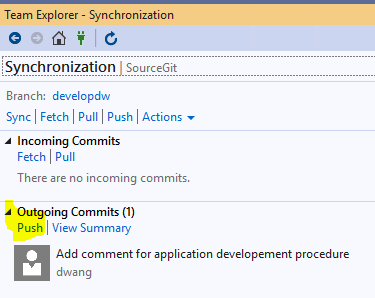 Team Explorer - Synchronization
Synchronization | SourceGit
Branch: developdw
Sync | Fetch | Pull | Push | Actions
Incoming Commits
Fetch | Pull
There are no incoming commits.
Outgoing Commits (1)
Push | View Summary
Add comment for application developement procedure
dwang